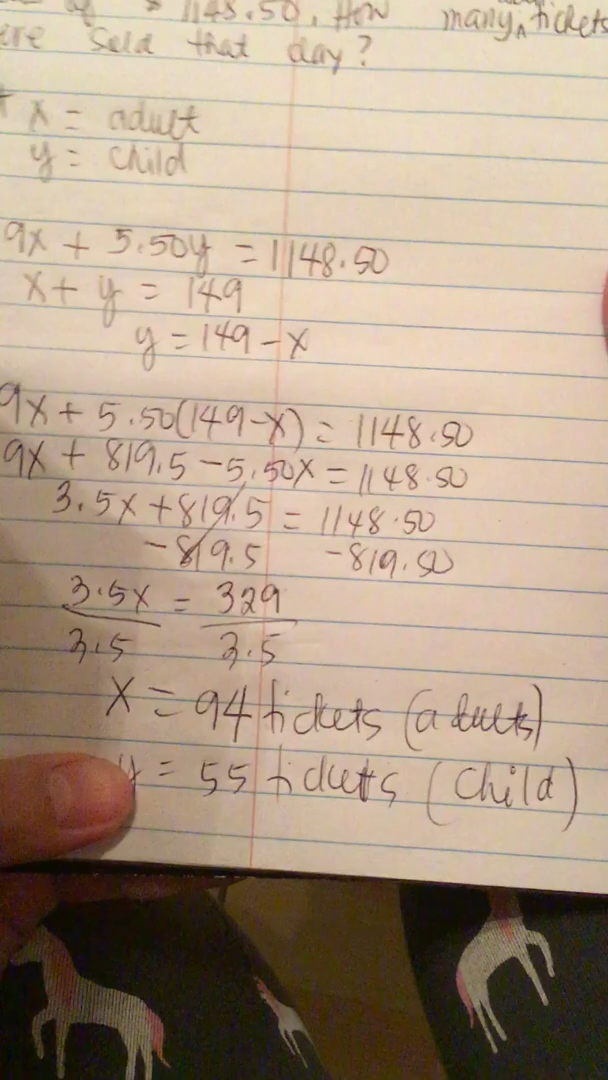 1148.50. How many tickets
sold that day?
x = adult
y = child
9x + 5.50y = 1148.50
x + y = 149
y = 149 - x
9x + 5.50(149-x) = 1148.50
9x + 819.5 - 5.50x = 1148.50
3.5x + 819.5 = 1148.50
-819.5 -819.50
3.5x = 329
3.5 3.5
x = 94 tickets (adults)
y = 55 tickets (child)